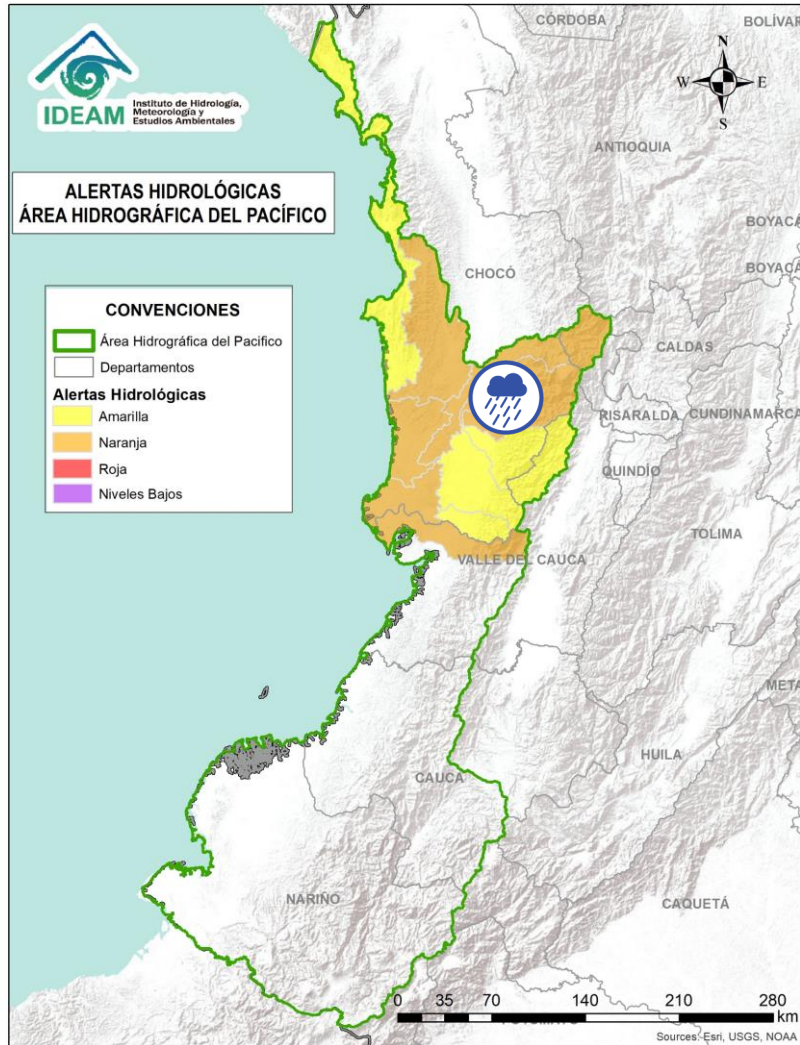 CÓRDOBA
BOLÍVAR
IDEAM
Instituto de Hidrología,
Meteorología y
Estudios Ambientales
N
W
E
S
ANTIOQUIA
ALERTAS HIDROLÓGICAS
ÁREA HIDROGRÁFICA DEL PACÍFICO
BOYACÁ
BOYACÁ
CHOCÓ
CONVENCIONES
Área Hidrográfica del Pacifico
Departamentos
Alertas Hidrológicas
Amarilla
Naranja
Roja
Niveles Bajos
CALDAS
RISARALDA
CUNDINAMARCA
QUINDÍO
TOLIMA
VALLE DEL CAUCA
META
HUILA
CAUCA
NARIÑO
CAQUETÁ
0 35 70 140 210 280
km
Sources: Esri, USGS, NOAA